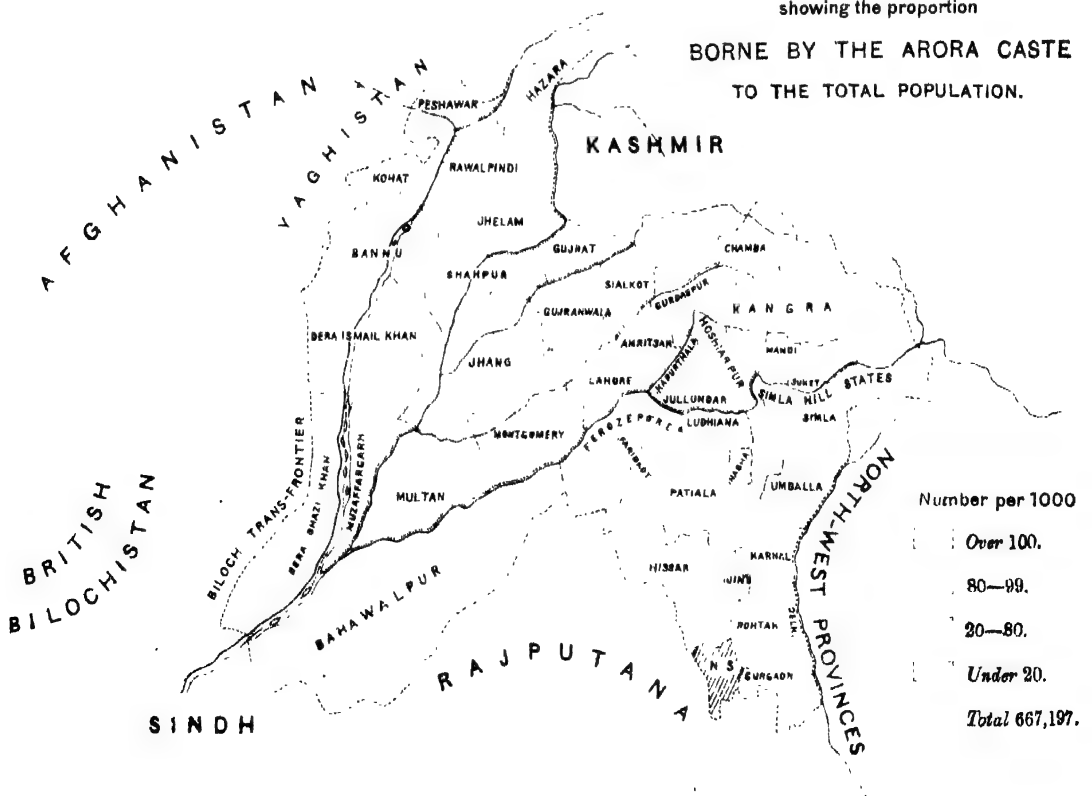 showing the proportion
BORNE BY THE ARORA CASTE
TO THE TOTAL POPULATION.
AFGHANISTAN
YAGHISTAN
PESHAWAR
HAZARA
KASHMIR
KOHAT
RAWALPINDI
JHELAM
BANNU
GUJRAT
CHAMBA
SHAHPUR
SIALKOT
GURDASPUR
GUJRANWALA
KANGRA
DERA ISMAIL KHAN
AMRITSAR
KAPURTHALA
HOSHIARPUR
MANDI
JHANG
LAHORE
JULLUNDAR
SUKET
SIMLA HILL STATES
SIMLA
MONTGOMERY
FEROZEPORE
LUDHIANA
FARIDKOT
NABHA
PATIALA
UMBALLA
MULTAN
MUZAFFARGARH
DERA GHAZI KHAN
BILOCH TRANS-FRONTIER
BRITISH
BILOCHISTAN
NORTH-WEST PROVINCES
HISSAR
KARNAL
ROHTAK
DELHI
BAHAWALPUR
N S
GURGAON
RAJPUTANA
SINDH
Number per 1000
Over 100.
80—99.
20—80.
Under 20.
Total 667,197.